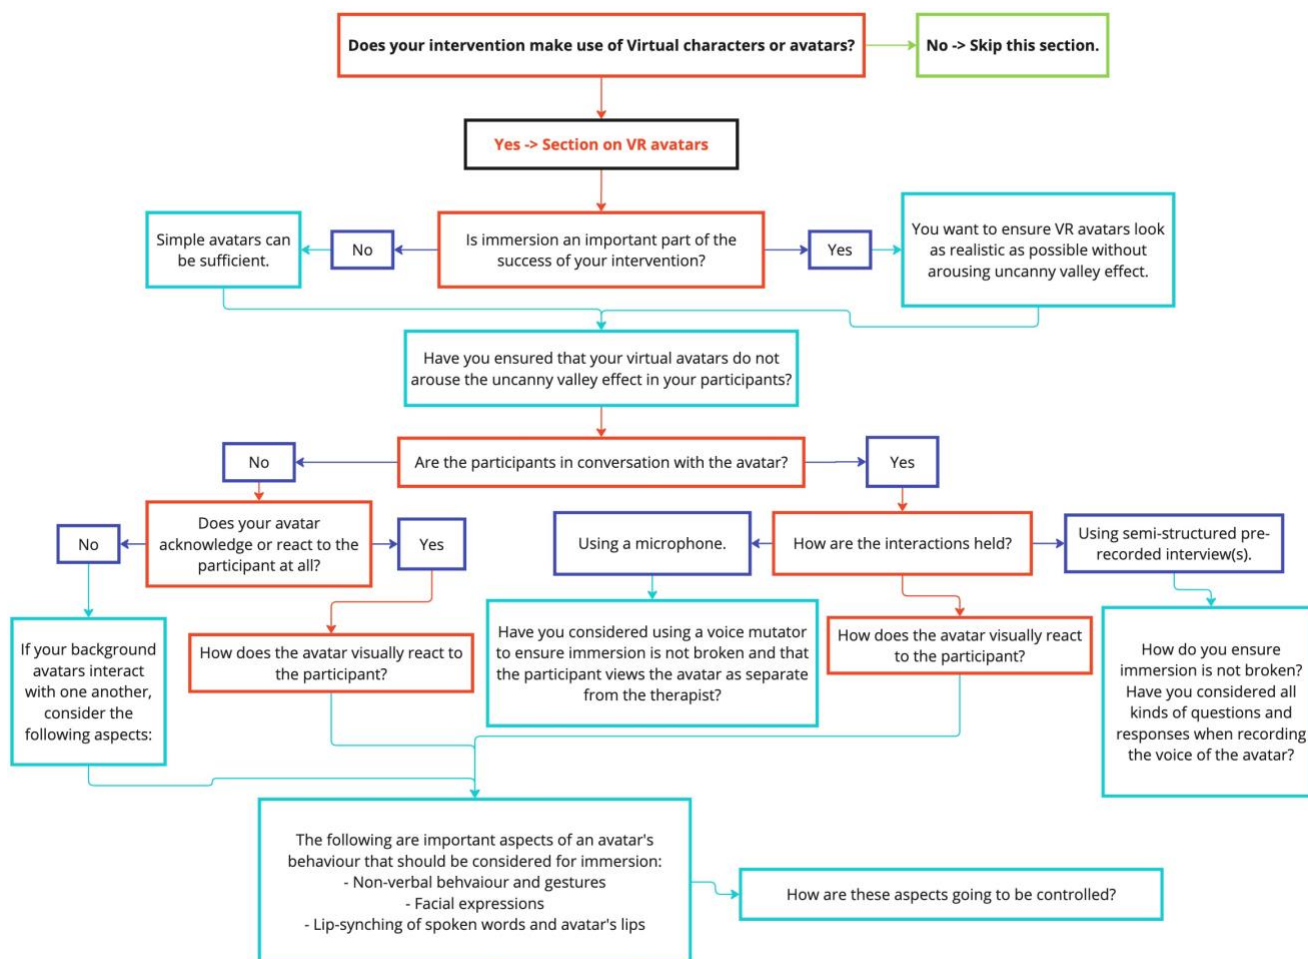 Does your intervention make use of Virtual characters or avatars?
No -> Skip this section.
Yes -> Section on VR avatars
Simple avatars can
be sufficient.
No
Is immersion an important part of the
success of your intervention?
Yes
You want to ensure VR avatars look
as realistic as possible without
arousing uncanny valley effect.
Have you ensured that your virtual avatars do not
arouse the uncanny valley effect in your participants?
No
Are the participants in conversation with the avatar?
Yes
No
Does your avatar
acknowledge or react to the
participant at all?
Yes
Using a microphone.
How are the interactions held?
Using semi-structured pre-
recorded interview(s).
If your background
avatars interact
with one another,
consider the
following aspects:
How does the avatar visually react to
the participant?
Have you considered using a voice mutator
to ensure immersion is not broken and that
the participant views the avatar as separate
from the therapist?
How does the avatar visually react
to the participant?
How do you ensure
immersion is not broken?
Have you considered all
kinds of questions and
responses when recording
the voice of the avatar?
The following are important aspects of an avatar's
behaviour that should be considered for immersion:
- Non-verbal behvaiour and gestures
- Facial expressions
- Lip-synching of spoken words and avatar's lips
How are these aspects going to be controlled?